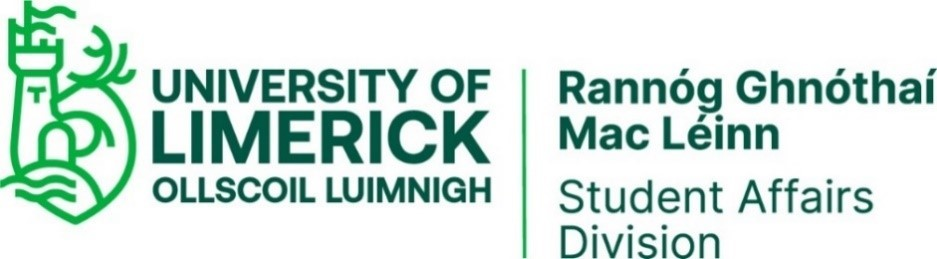 UNIVERSITY OF
LIMERICK
OLLSCOIL LUIMNIGH
Rannóg Ghnóthaí
Mac Léinn
Student Affairs
Division